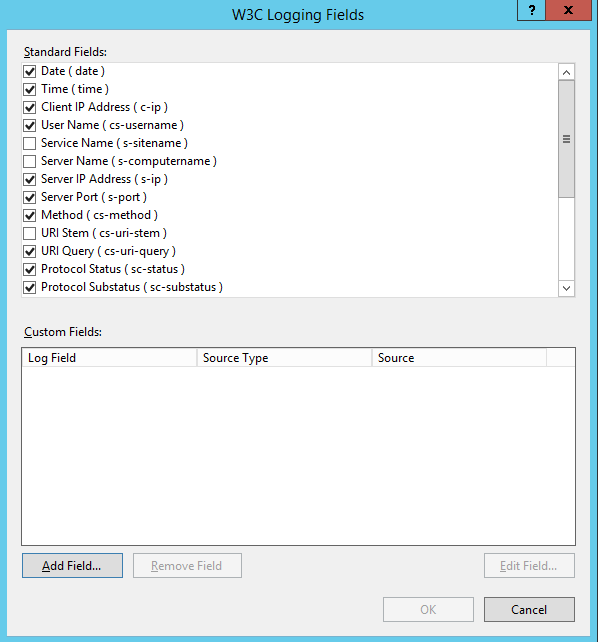 W3C Logging Fields
? x
Standard Fields:
Date ( date )
Time ( time )
Client IP Address ( c-ip )
User Name ( cs-username )
Service Name ( s-sitename )
Server Name ( s-computername )
Server IP Address ( s-ip )
Server Port ( s-port )
Method ( cs-method )
URI Stem ( cs-uri-stem )
URI Query ( cs-uri-query )
Protocol Status ( sc-status )
Protocol Substatus ( sc-substatus )
Custom Fields:
Log Field Source Type Source
Add Field... Remove Field Edit Field...
OK Cancel